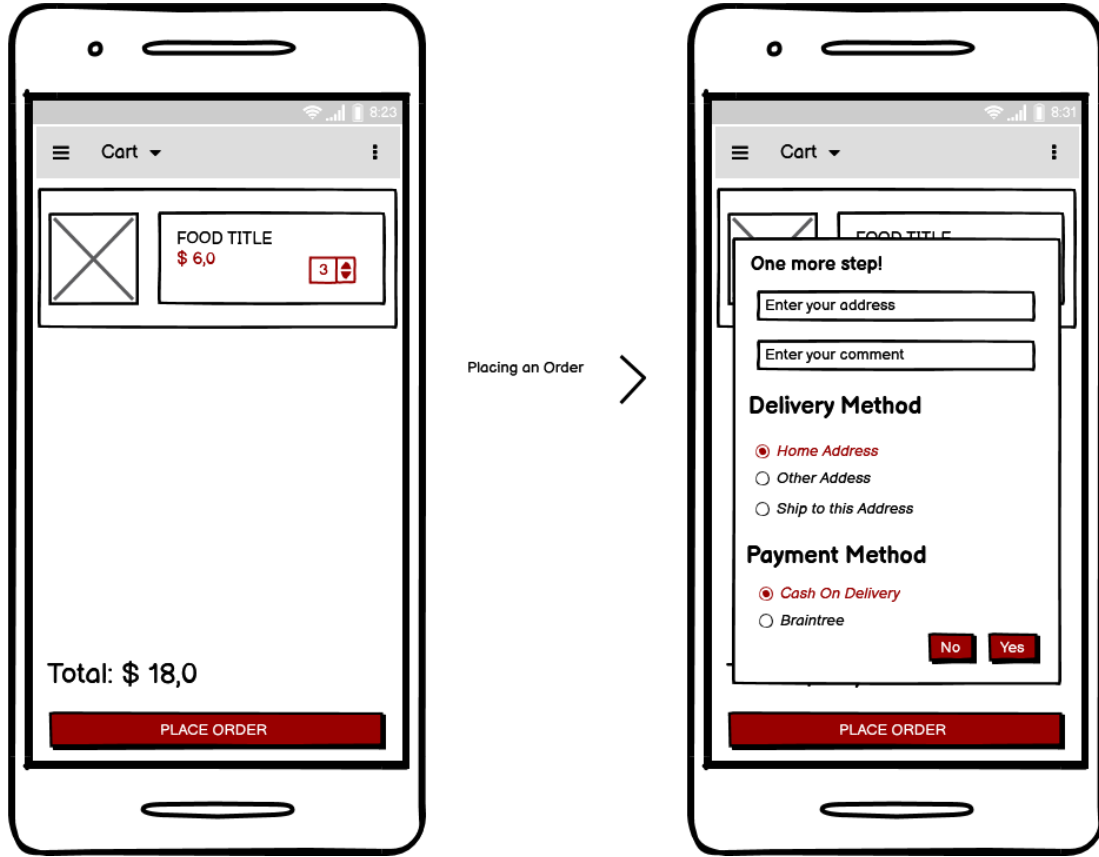 8:23
Cart
FOOD TITLE
$ 6,0
3
Total: $ 18,0
PLACE ORDER
Placing an Order
8:31
Cart
FOOD TITLE
One more step!
Enter your address
Enter your comment
Delivery Method
Home Address
Other Addess
Ship to this Address
Payment Method
Cash On Delivery
Braintree
No Yes
PLACE ORDER